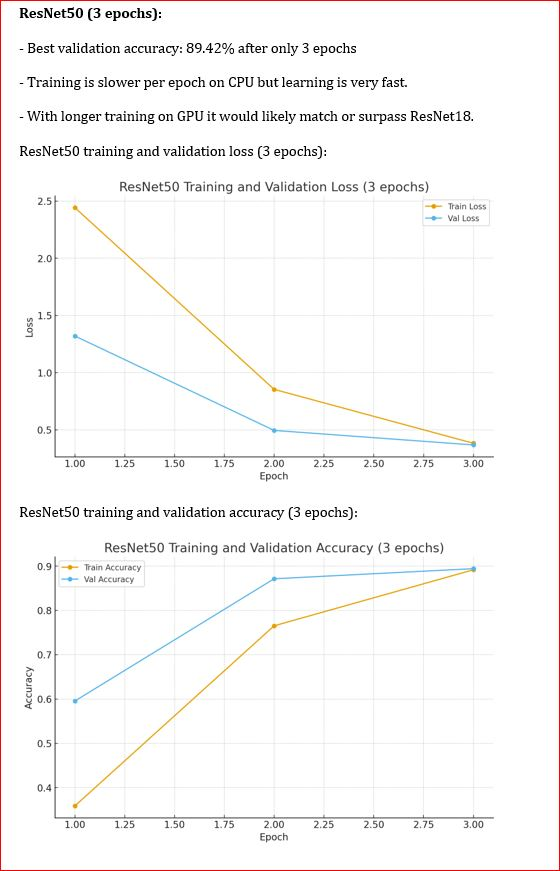 ResNet50 (3 epochs):
- Best validation accuracy: 89.42% after only 3 epochs
- Training is slower per epoch on CPU but learning is very fast.
- With longer training on GPU it would likely match or surpass ResNet18.
ResNet50 training and validation loss (3 epochs):
ResNet50 Training and Validation Loss (3 epochs)
Train Loss
Val Loss
2.5
2.0
1.5
1.0
0.5
Loss
1.00 1.25 1.50 1.75 2.00 2.25 2.50 2.75 3.00
Epoch
ResNet50 training and validation accuracy (3 epochs):
ResNet50 Training and Validation Accuracy (3 epochs)
Train Accuracy
Val Accuracy
0.9
0.8
0.7
0.6
0.5
0.4
Accuracy
1.00 1.25 1.50 1.75 2.00 2.25 2.50 2.75 3.00
Epoch